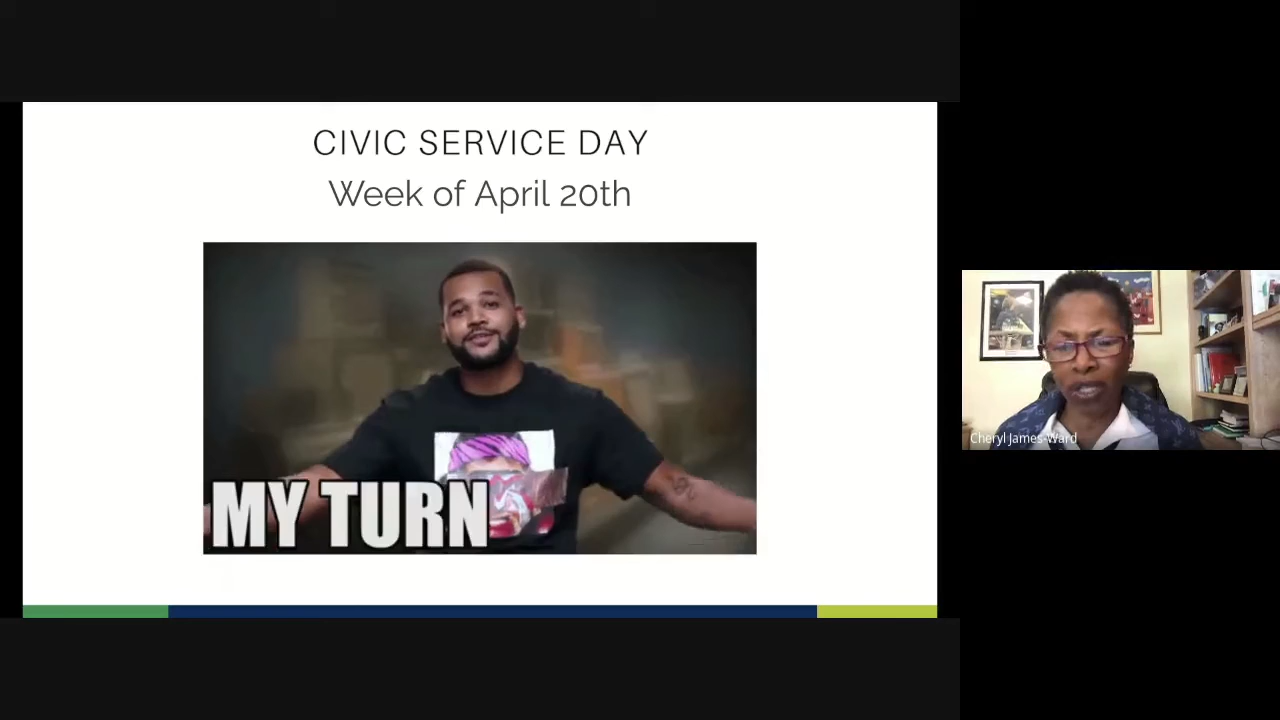 CIVIC SERVICE DAY
Week of April 20th
MY TURN
Cheryl James-Ward